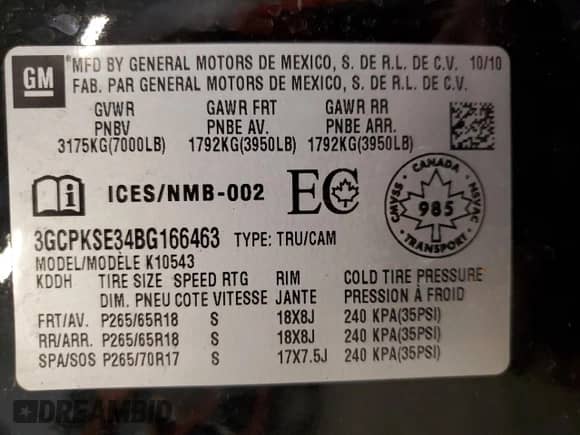 GM
*MFD BY GENERAL MOTORS DE MEXICO, S. DE R.L. DE C.V. 10/10
FAB. PAR GENERAL MOTORS DE MEXICO, S. DE R.L. DE C.V.
GVWR GAWR FRT GAWR RR
PNBV PNBE AV. PNBE ARR.
3175KG(7000LB) 1792KG(3950LB) 1792KG(3950LB)
i ICES/NMB-002 EC
CANADA
CMVSS 985 NSVAC
TRANSPORT
3GCPKSE34BG166463 TYPE: TRU/CAM
MODEL/MODÈLE K10543
KDDH TIRE SIZE SPEED RTG RIM COLD TIRE PRESSURE
DIM. PNEU COTE VITESSE JANTE PRESSION À FROID
FRT/AV. P265/65R18 S 18X8J 240 KPA(35PSI)
RR/ARR. P265/65R18 S 18X8J 240 KPA(35PSI)
SPA/SOS P265/70R17 S 17X7.5J 240 KPA(35PSI)
DREAMBID